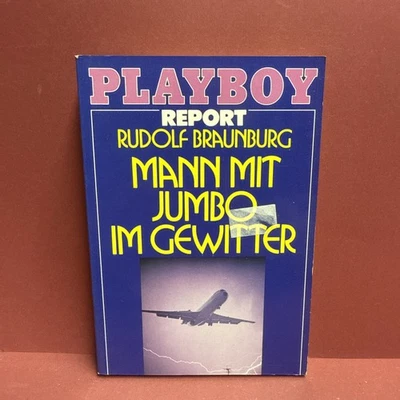 PLAYBOY
REPORT
RUDOLF BRAUNBURG
MANN MIT
JUMBO
IM GEWITTER